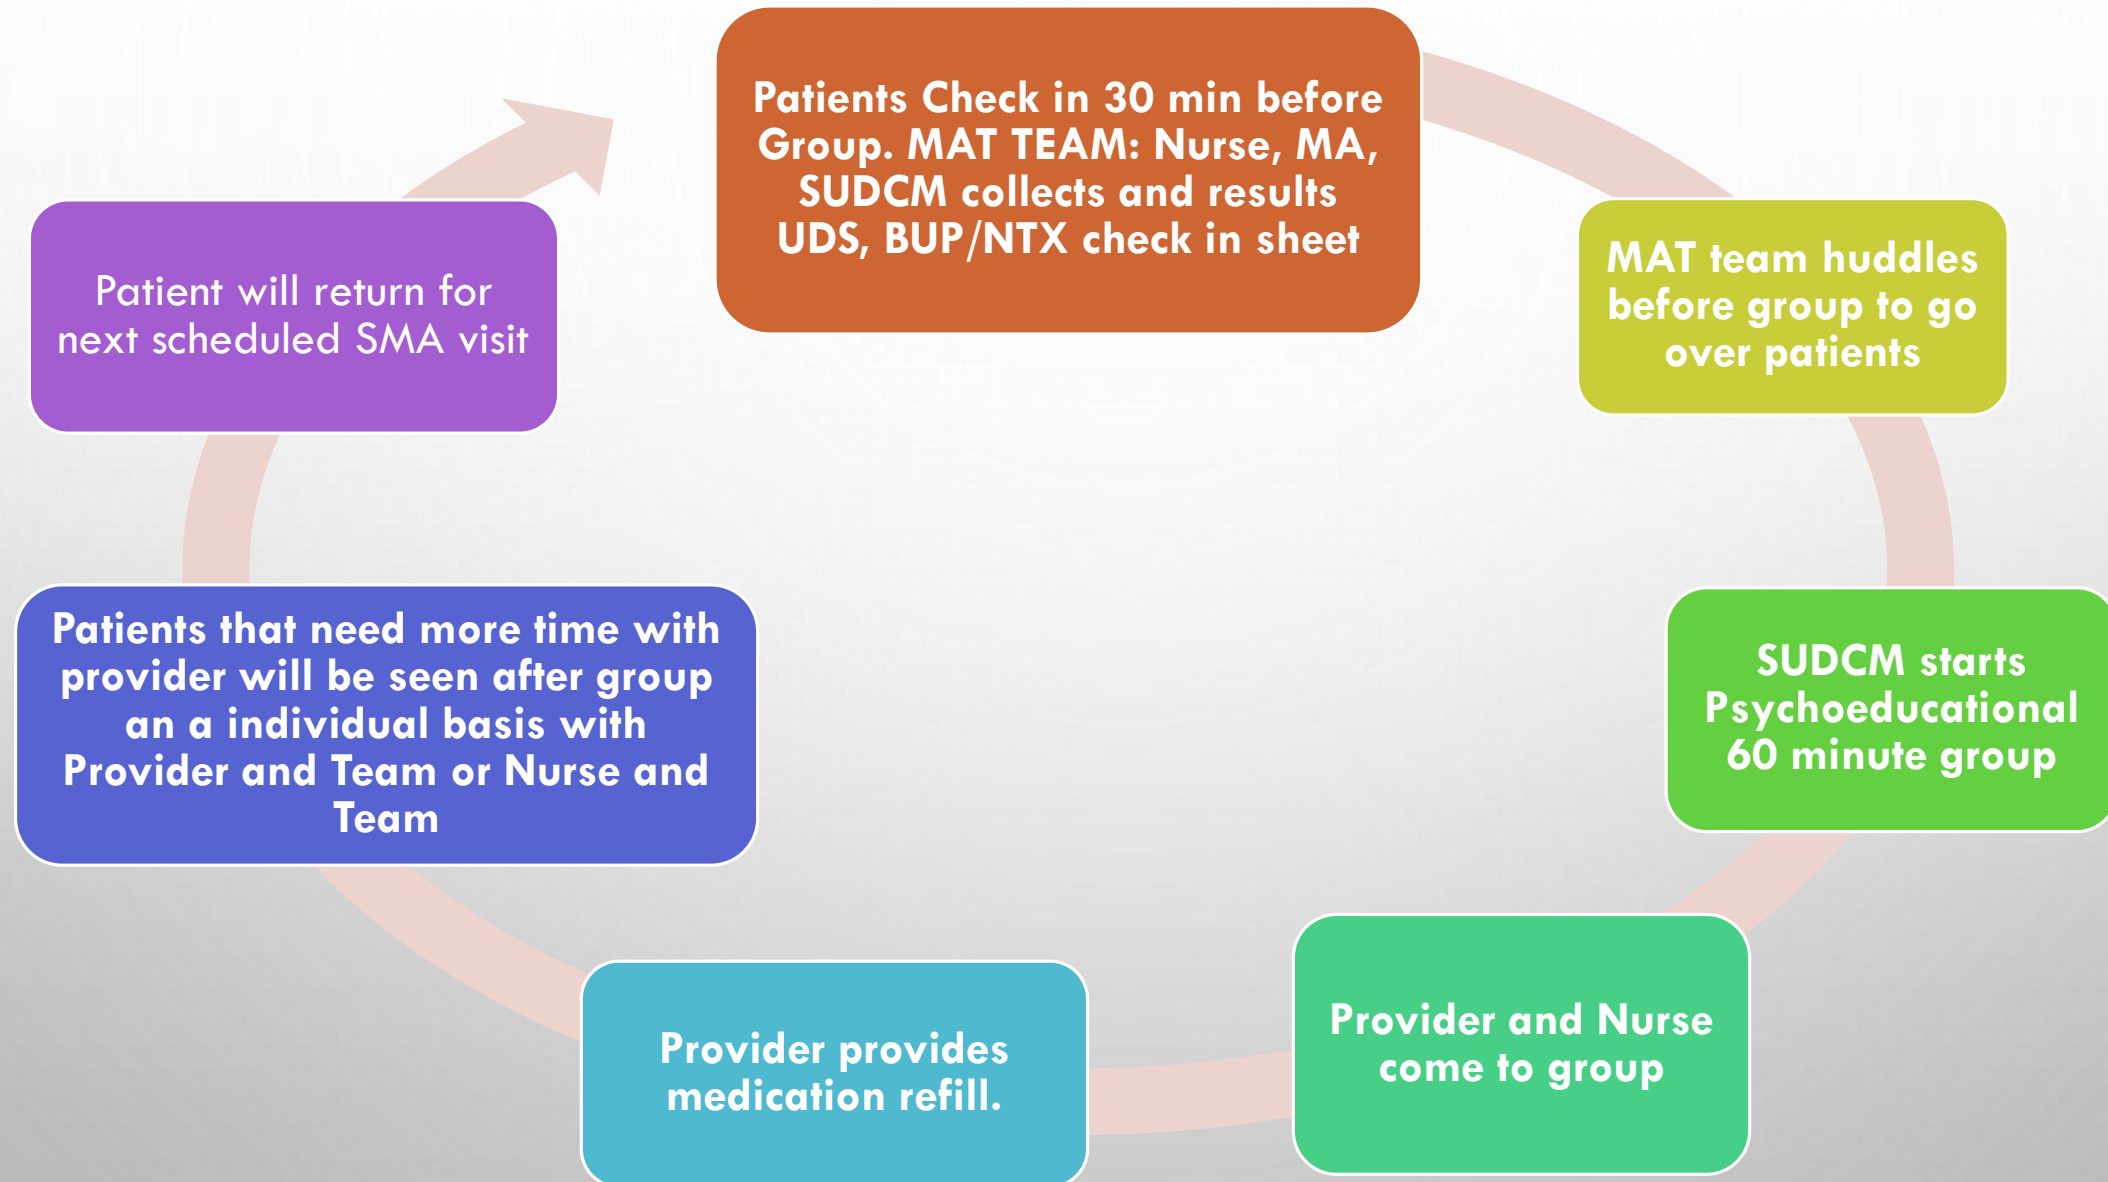 Patients Check in 30 min before
Group. MAT TEAM: Nurse, MA,
SUDCM collects and results
UDS, BUP/NTX check in sheet
MAT team huddles
before group to go
over patients
SUDCM starts
Psychoeducational
60 minute group
Provider and Nurse
come to group
Provider provides
medication refill.
Patients that need more time with
provider will be seen after group
an a individual basis with
Provider and Team or Nurse and
Team
Patient will return for
next scheduled SMA visit